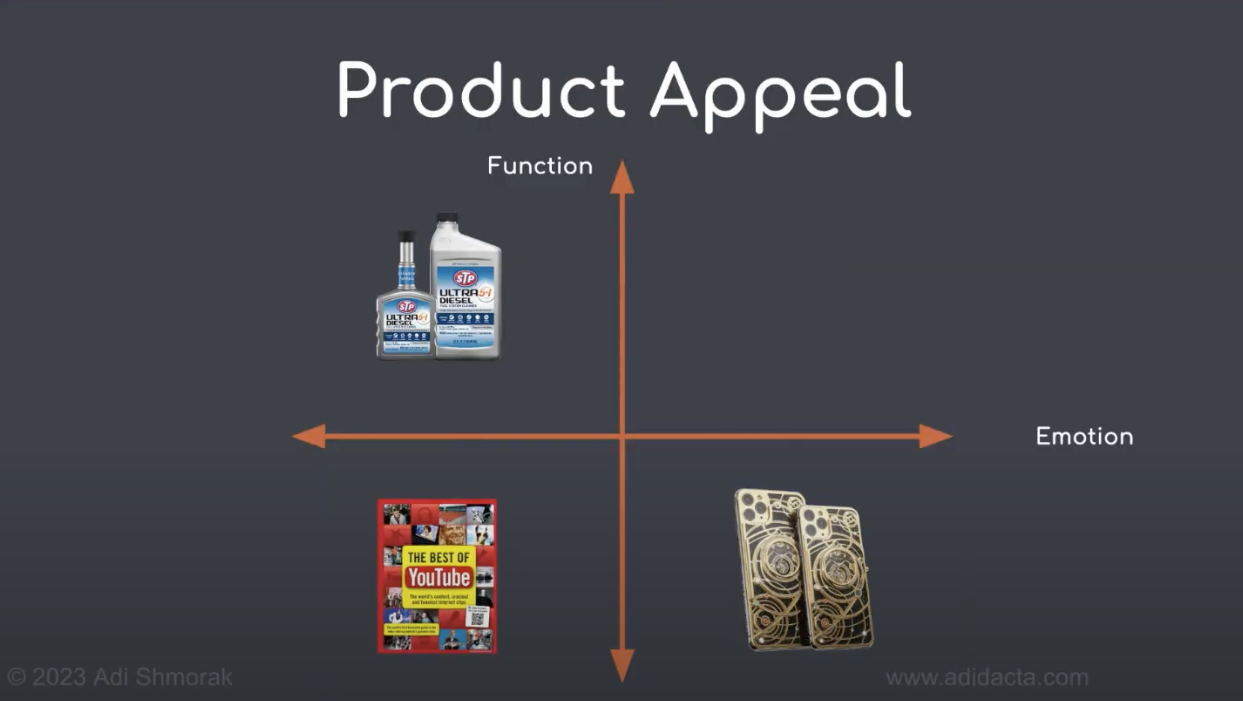 Product Appeal
Function
STP
ULTRA 5in1
DIESEL
STP
ULTRA
DIESEL
Emotion
THE BEST OF
YouTube
The world's coolest, craziest
and funniest internet clips
© 2023 Adi Shmorak
www.adidacta.com